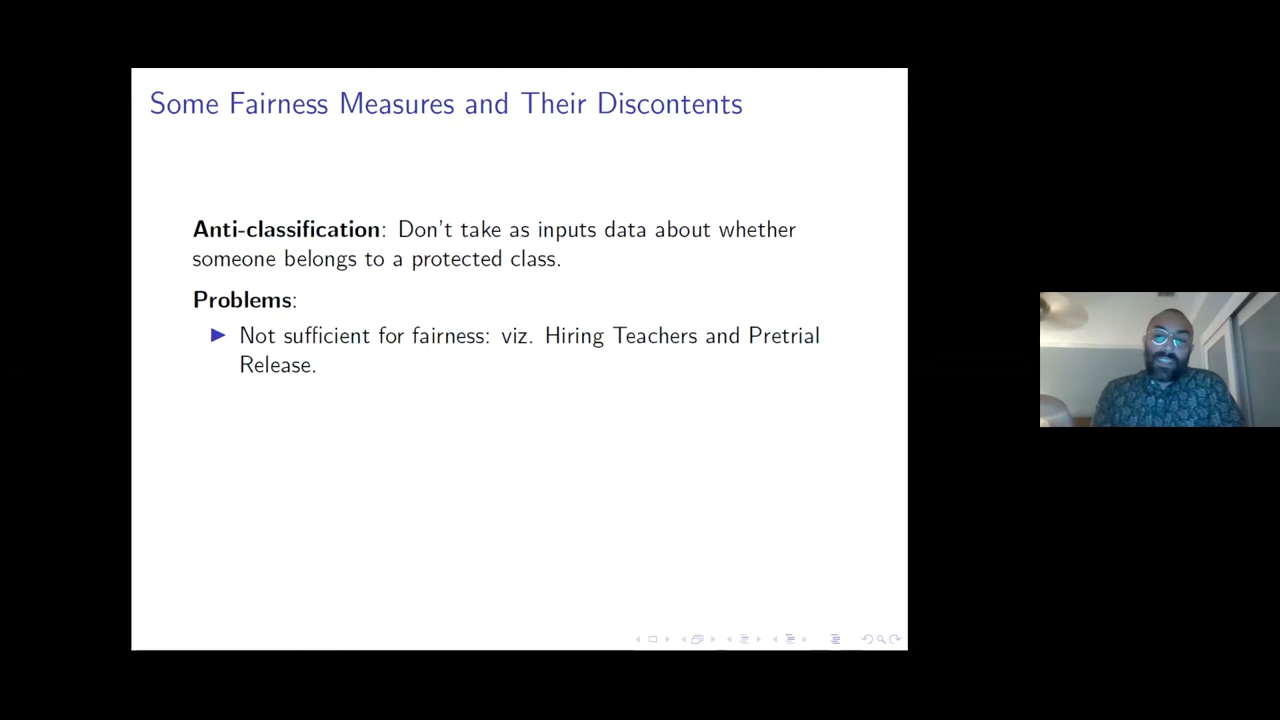 Some Fairness Measures and Their Discontents
Anti-classification: Don't take as inputs data about whether
someone belongs to a protected class.
Problems:
▶ Not sufficient for fairness: viz. Hiring Teachers and Pretrial
Release.